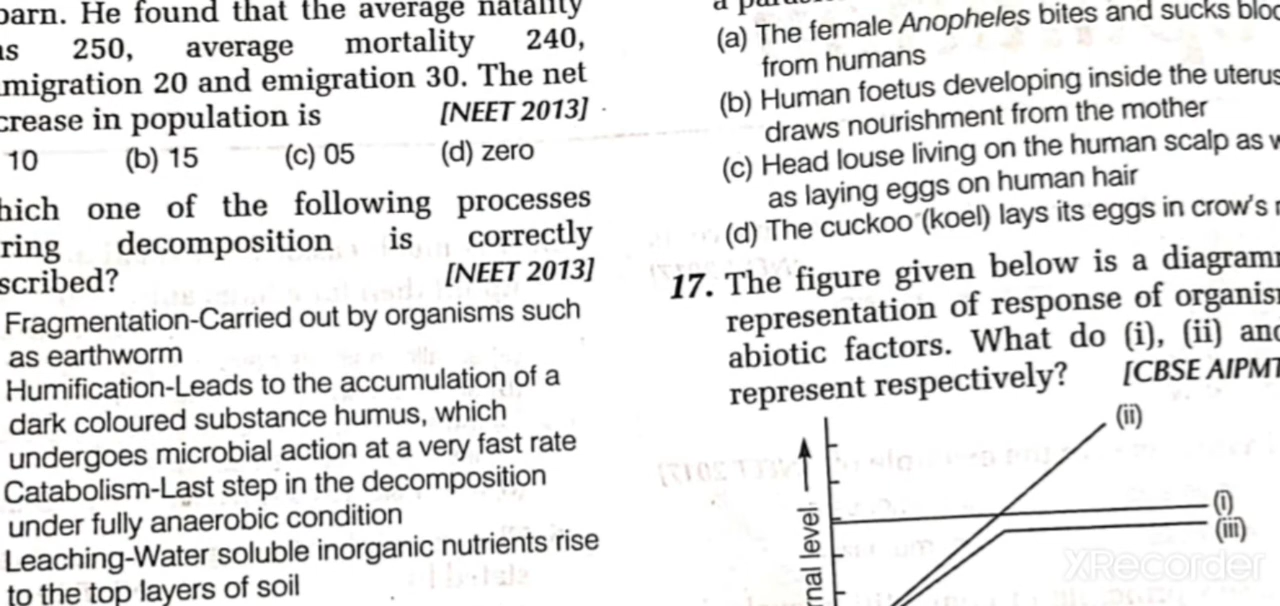 barn. He found that the average natality
250, average mortality 240,
migration 20 and emigration 30. The net
crease in population is [NEET 2013]
10 (b) 15 (c) 05 (d) zero
hich one of the following processes
ring decomposition is correctly
scribed? [NEET 2013]
Fragmentation-Carried out by organisms such
as earthworm
Humification-Leads to the accumulation of a
dark coloured substance humus, which
undergoes microbial action at a very fast rate
Catabolism-Last step in the decomposition
under fully anaerobic condition
Leaching-Water soluble inorganic nutrients rise
to the top layers of soil
(a) The female Anopheles bites and sucks bloo
from humans
(b) Human foetus developing inside the uterus
draws nourishment from the mother
(c) Head louse living on the human scalp as w
as laying eggs on human hair
(d) The cuckoo (koel) lays its eggs in crow's
17. The figure given below is a diagramm
representation of response of organism
abiotic factors. What do (i), (ii) and
represent respectively? [CBSE AIPMT
(ii)
(i)
(iii)
rnal level
XRecorder